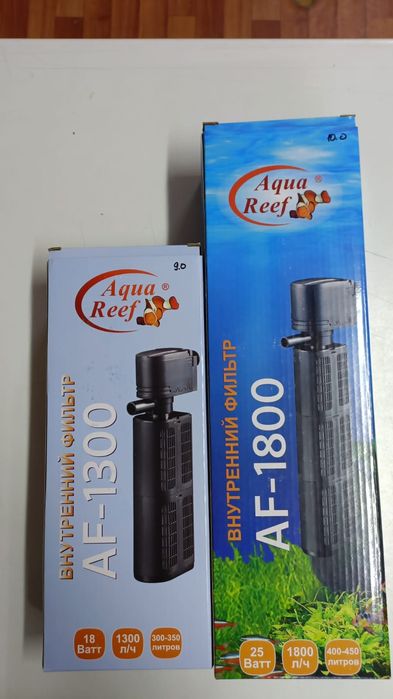 9.0
Aqua ®
Reef
ВНУТРЕННИЙ ФИЛЬТР
AF-1300
18
Ватт
1300
л/ч
300-350
литров
10.0
Aqua ®
Reef
ВНУТРЕННИЙ ФИЛЬТР
AF-1800
25
Ватт
1800
л/ч
400-450
литров